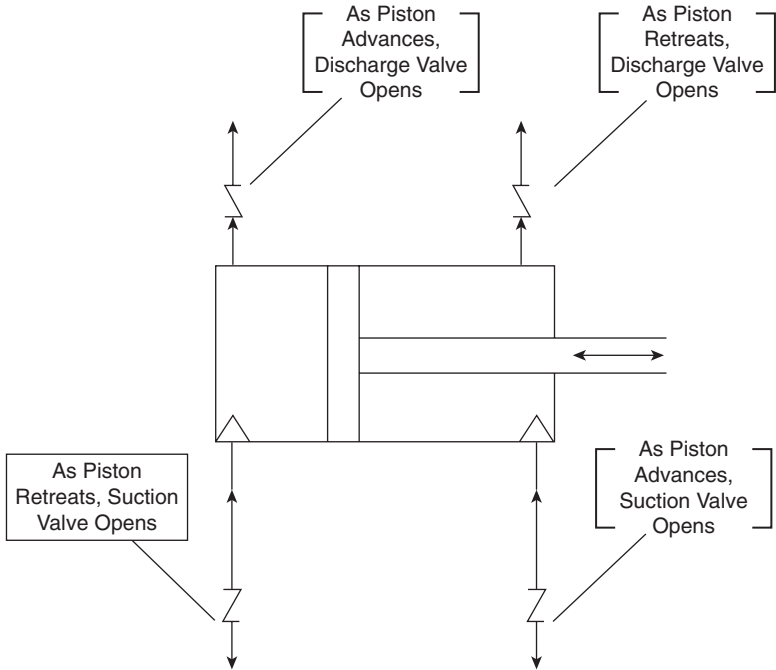 As Piston
Advances,
Discharge Valve
Opens
As Piston
Retreats,
Discharge Valve
Opens
As Piston
Retreats, Suction
Valve Opens
As Piston
Advances,
Suction Valve
Opens